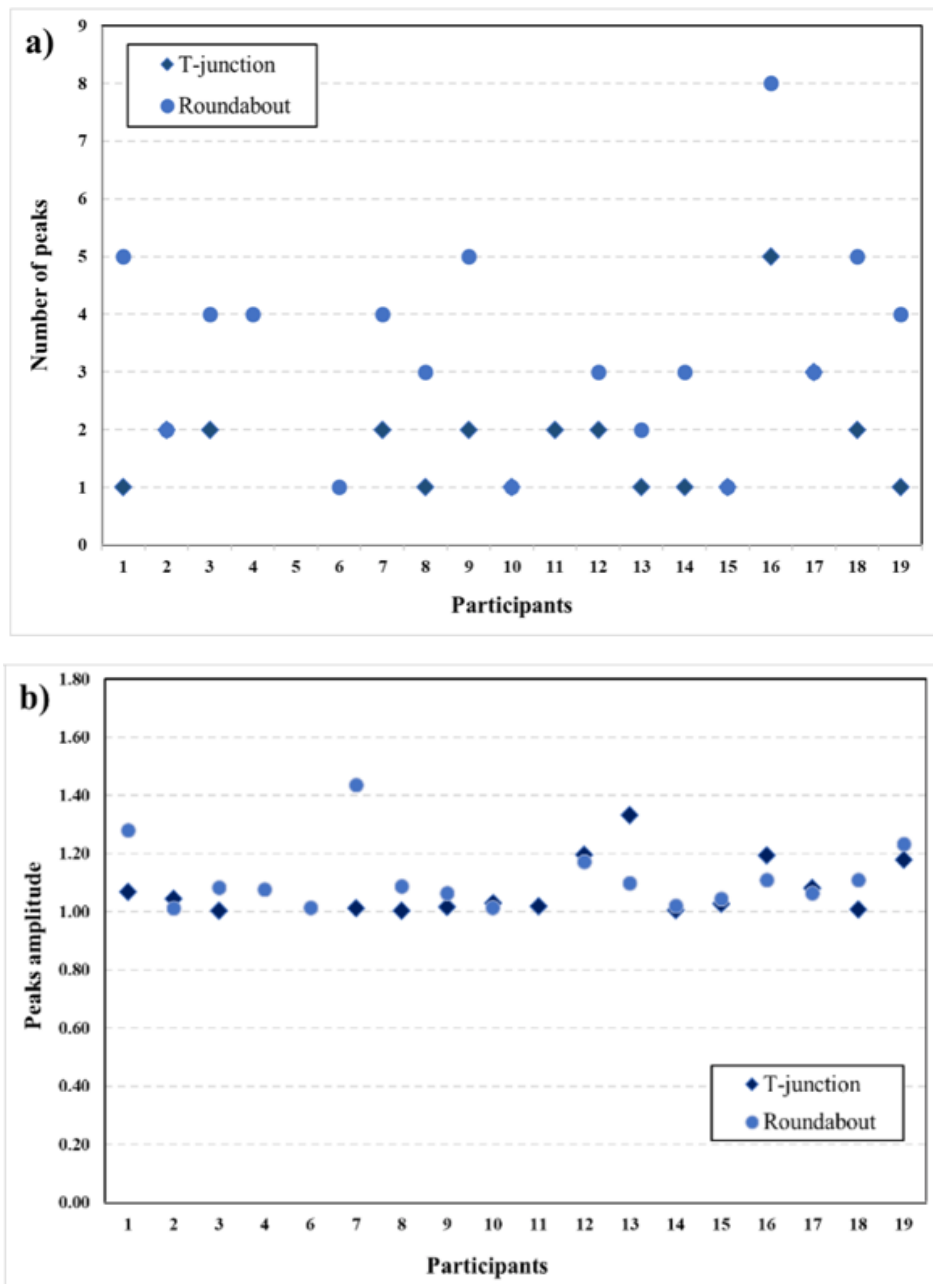 a)
9
8
7
6
5
4
3
2
1
0
Number of peaks
T-junction
Roundabout
1 2 3 4 5 6 7 8 9 10 11 12 13 14 15 16 17 18 19
Participants
b)
1.80
1.60
1.40
1.20
1.00
0.80
0.60
0.40
0.20
0.00
Peaks amplitude
T-junction
Roundabout
1 2 3 4 6 7 8 9 10 11 12 13 14 15 16 17 18 19
Participants